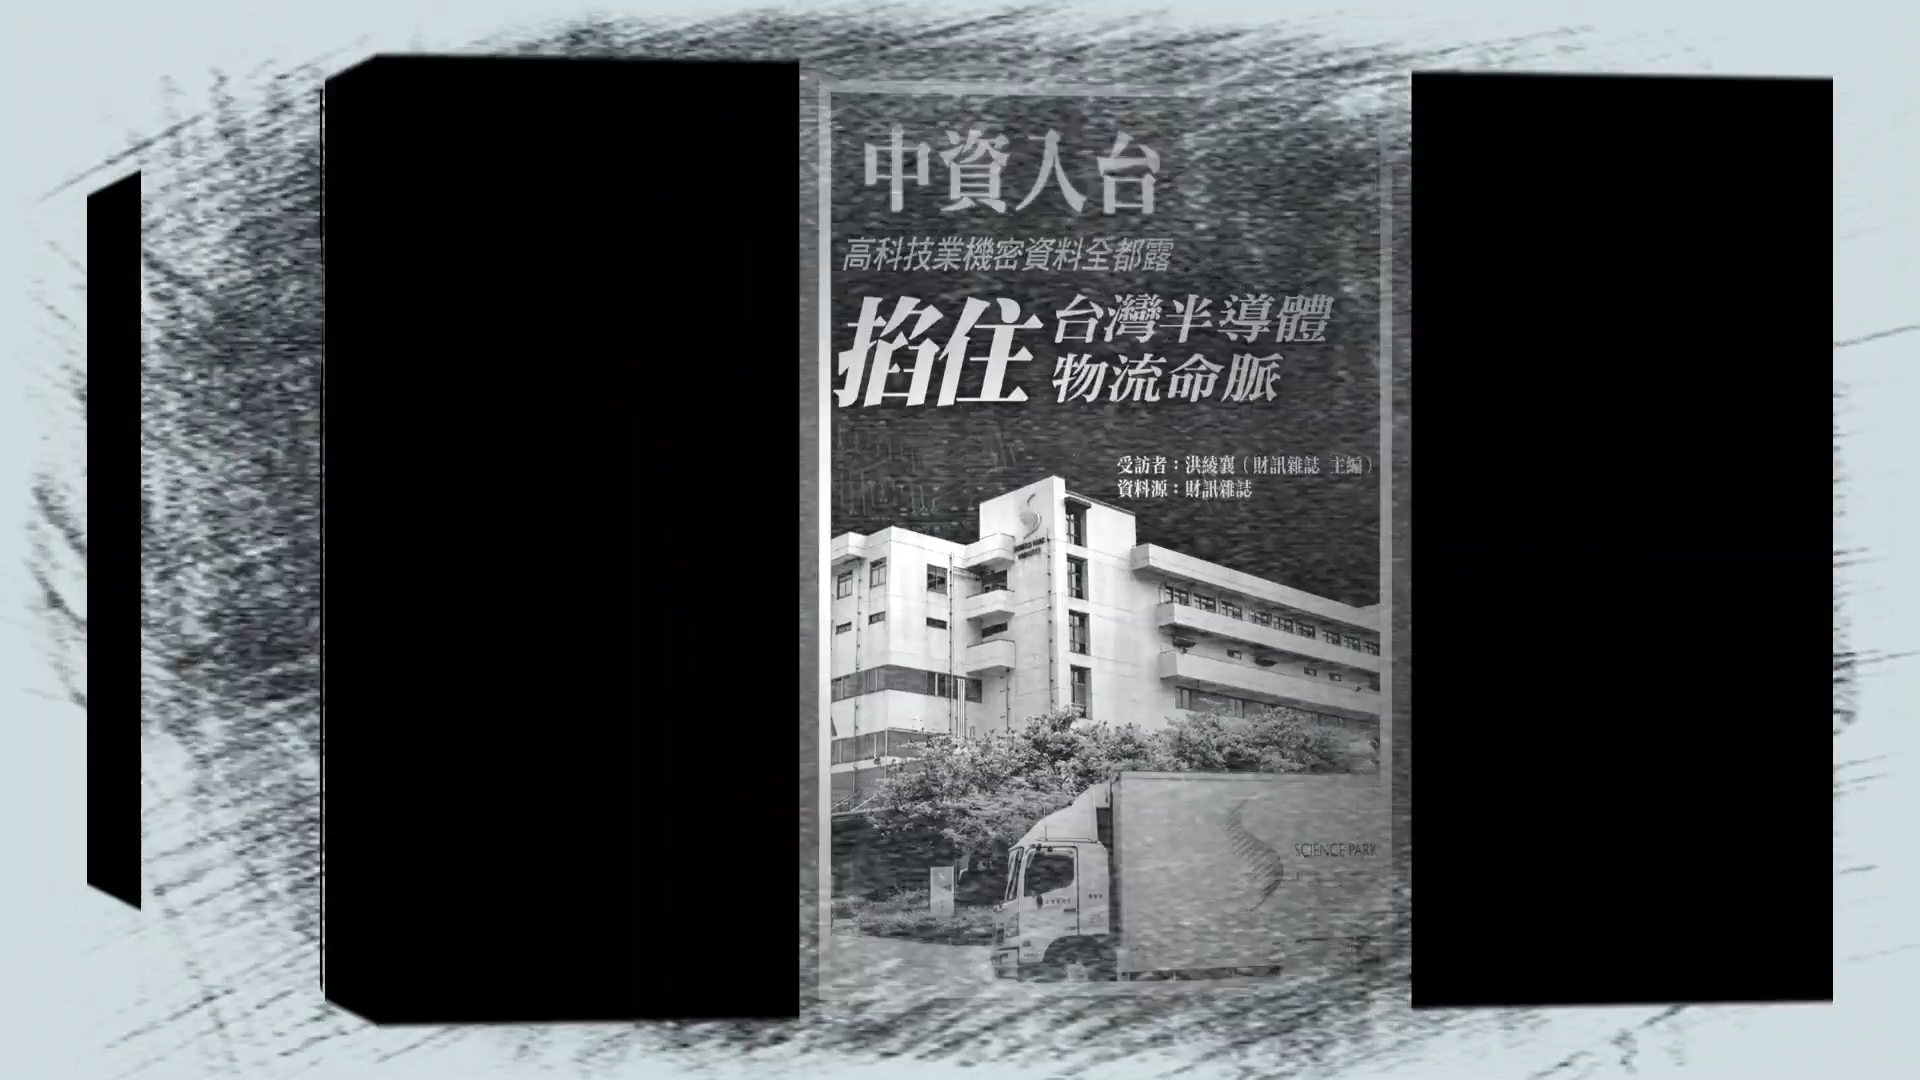 中資入台
高科技業機密資料全都露
掐住 台灣半導體
物流命脈
受訪者：洪綾襄（財訊雜誌 主編）
資料源：財訊雜誌
SCIENCE PARK